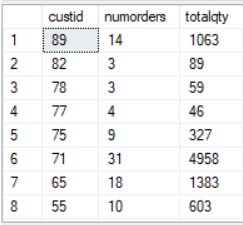 custid numorders totalqty
1 89 14 1063
2 82 3 89
3 78 3 59
4 77 4 46
5 75 9 327
6 71 31 4958
7 65 18 1383
8 55 10 603